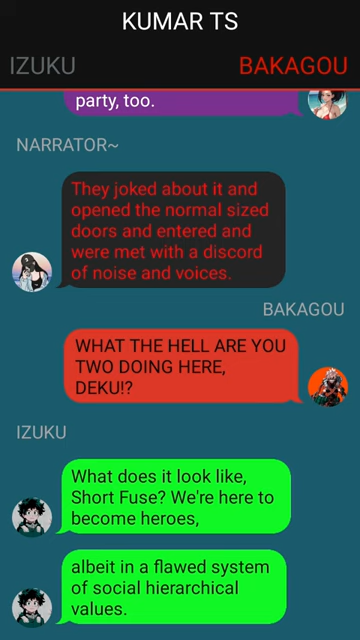 KUMAR TS
IZUKU
BAKAGOU
party, too.
NARRATOR~
They joked about it and
opened the normal sized
doors and entered and
were met with a discord
of noise and voices.
BAKAGOU
WHAT THE HELL ARE YOU
TWO DOING HERE,
DEKU!?
IZUKU
What does it look like,
Short Fuse? We're here to
become heroes,
albeit in a flawed system
of social hierarchical
values.